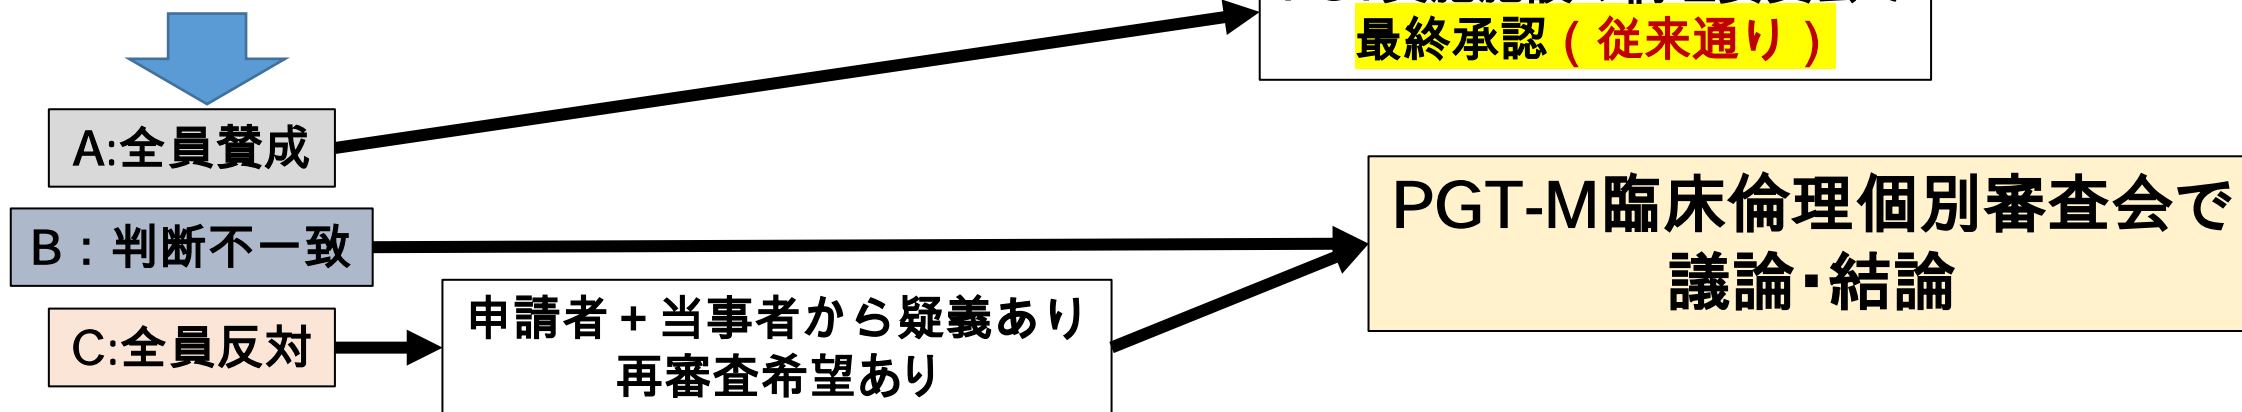 最終承認（従来通り）
A:全員賛成
B：判断不一致
PGT-M臨床倫理個別審査会で
議論・結論
C:全員反対
申請者+当事者から疑義あり
再審査希望あり